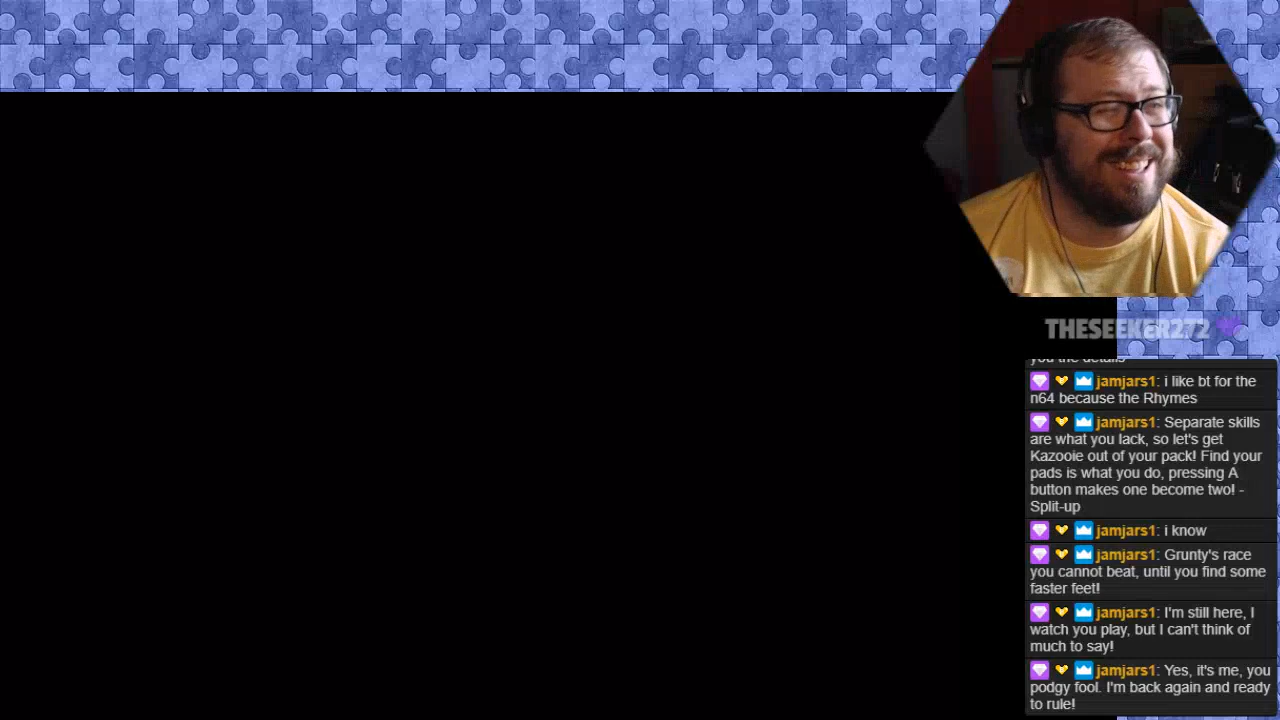 THESEEKER272
you the details
jamjars1: i like bt for the
n64 because the Rhymes
jamjars1: Separate skills
are what you lack, so let's get
Kazooie out of your pack! Find your
pads is what you do, pressing A
button makes one become two! -
Split-up
jamjars1: i know
jamjars1: Grunty's race
you cannot beat, until you find some
faster feet!
jamjars1: I'm still here, I
watch you play, but I can't think of
much to say!
jamjars1: Yes, it's me, you
podgy fool. I'm back again and ready
to rule!